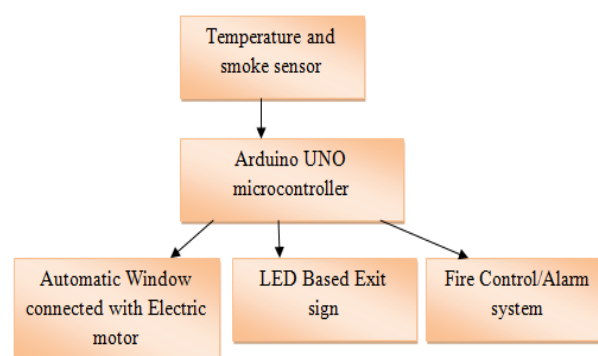 Temperature and
smoke sensor
Arduino UNO
microcontroller
Automatic Window
connected with Electric
motor
LED Based Exit
sign
Fire Control/Alarm
system